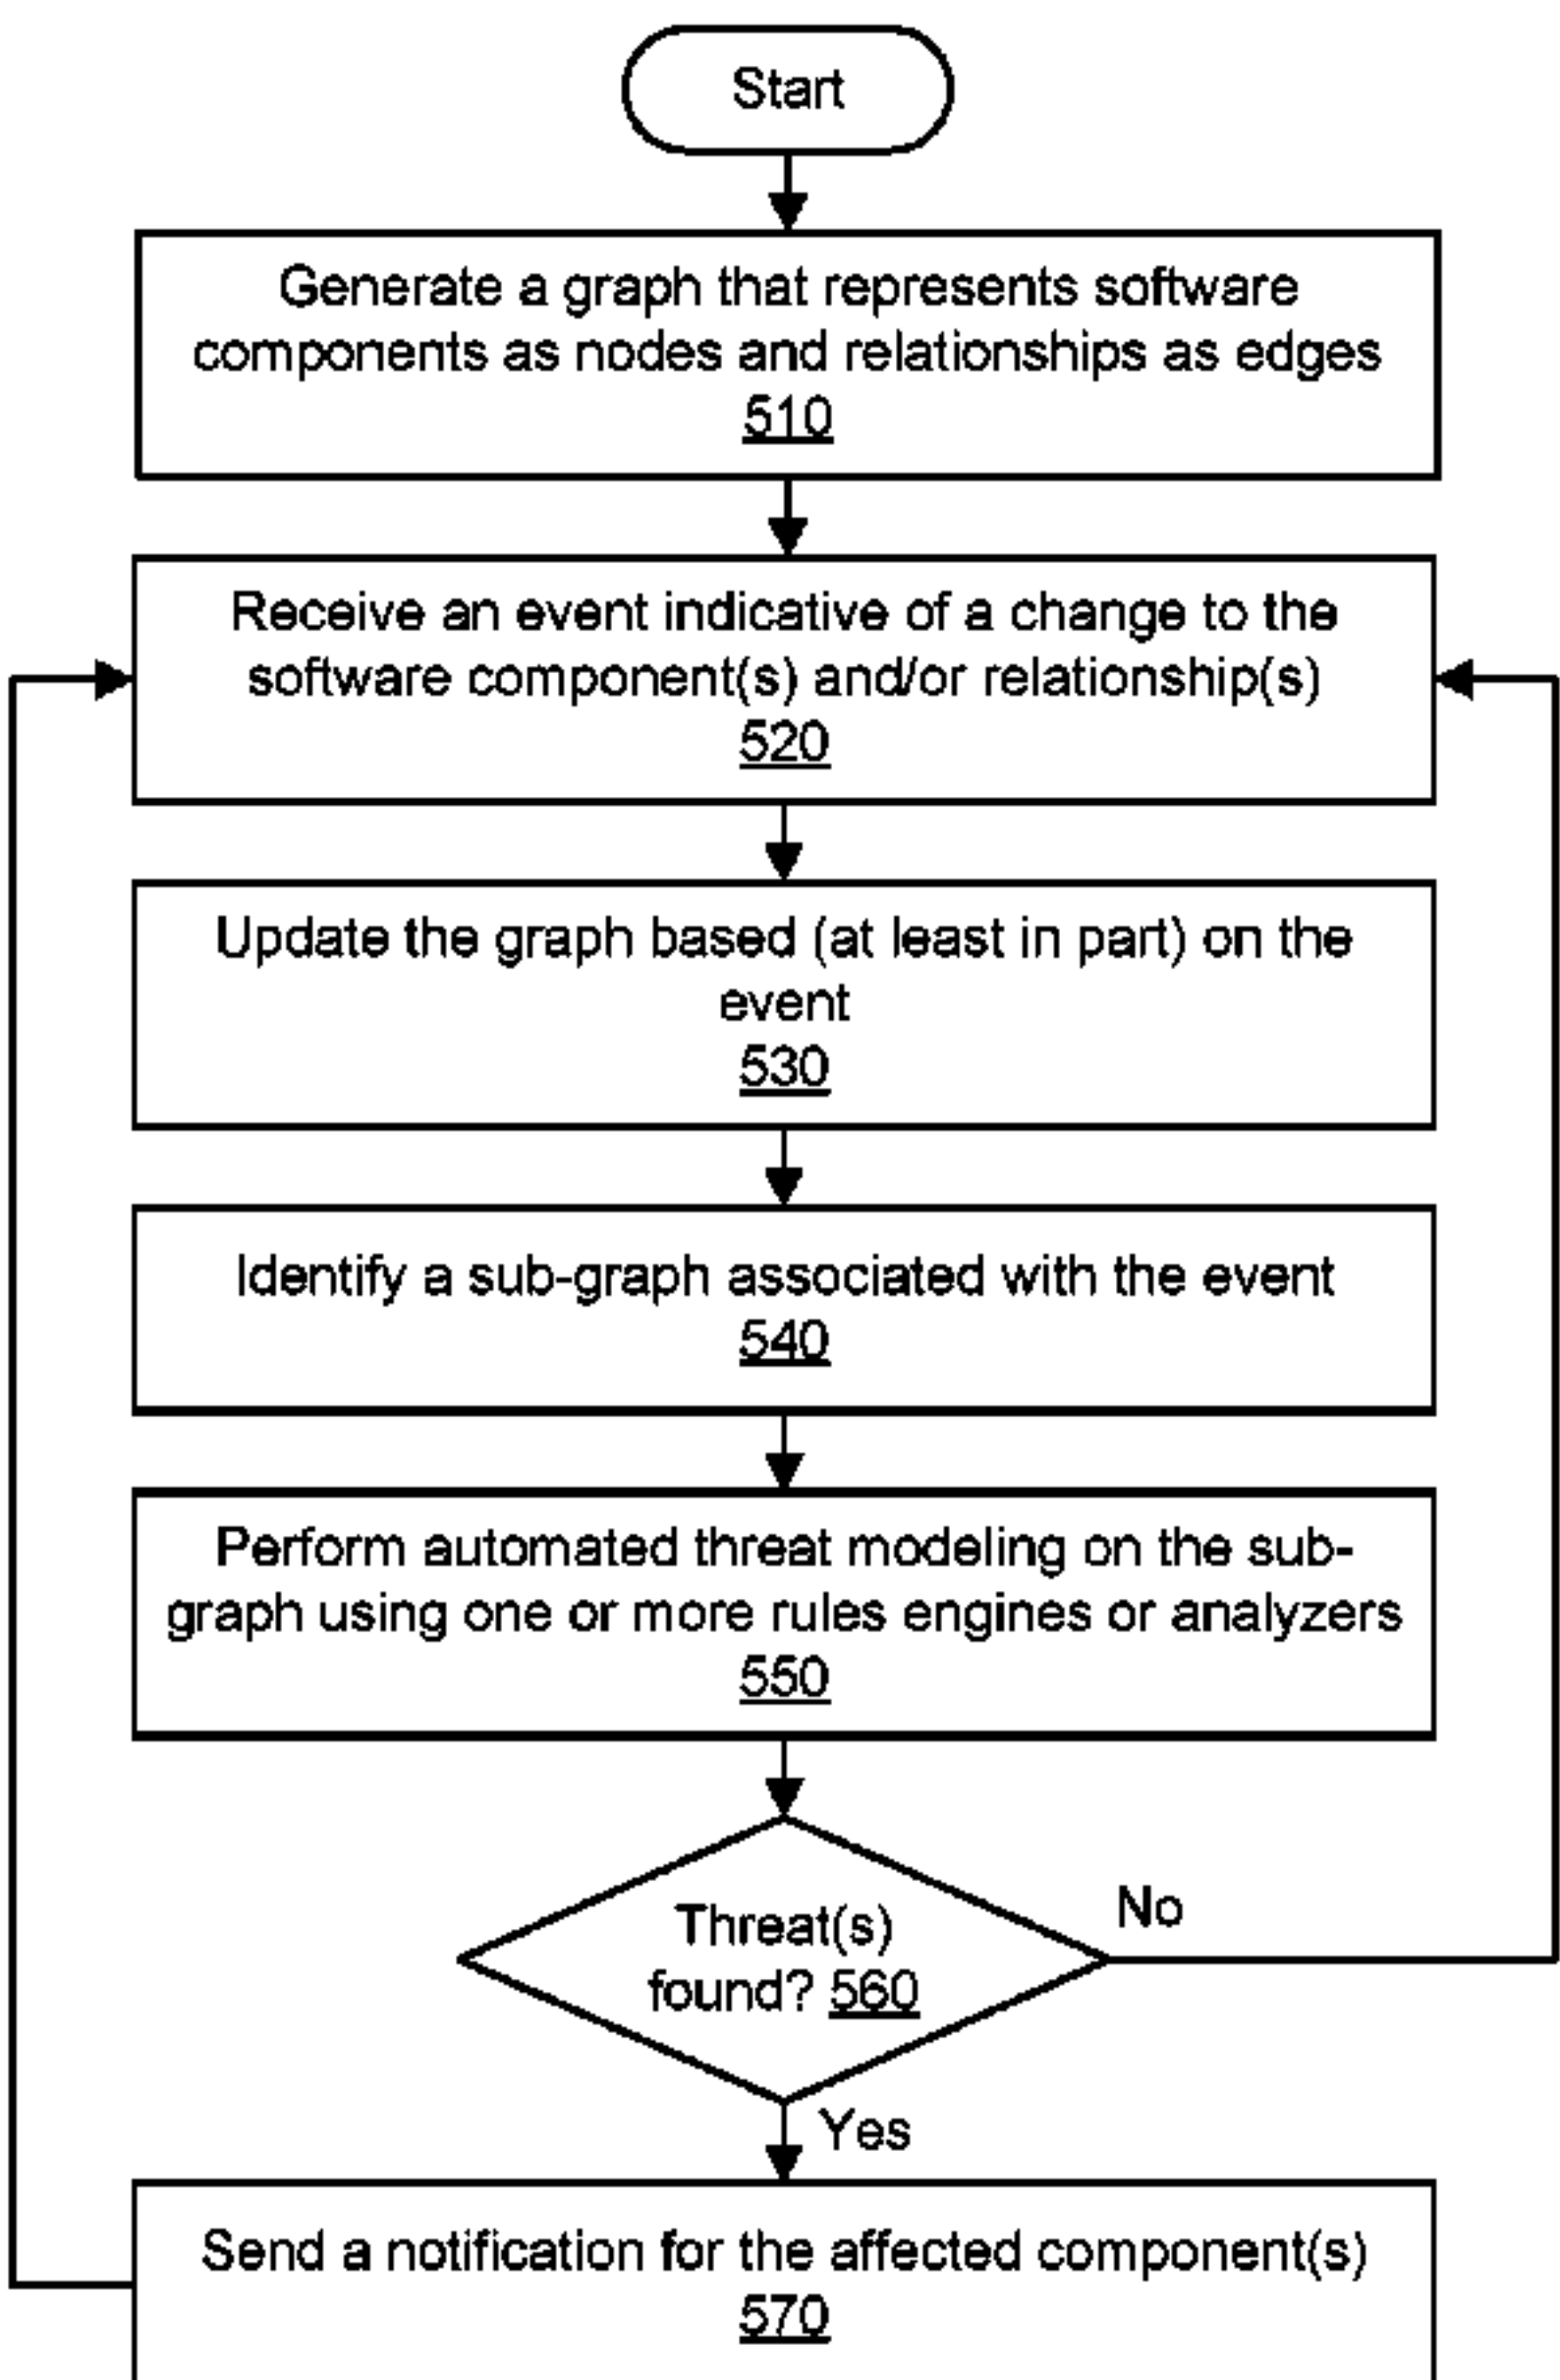 Start
Generate a graph that represents software
components as nodes and relationships as edges
510
Receive an event indicative of a change to the
software component(s) and/or relationship(s)
520
Update the graph based (at least in part) on the
event
530
Identify a sub-graph associated with the event
540
Perform automated threat modeling on the sub-
graph using one or more rules engines or analyzers
550
Threat(s)
found? 560
No
Yes
Send a notification for the affected component(s)
570